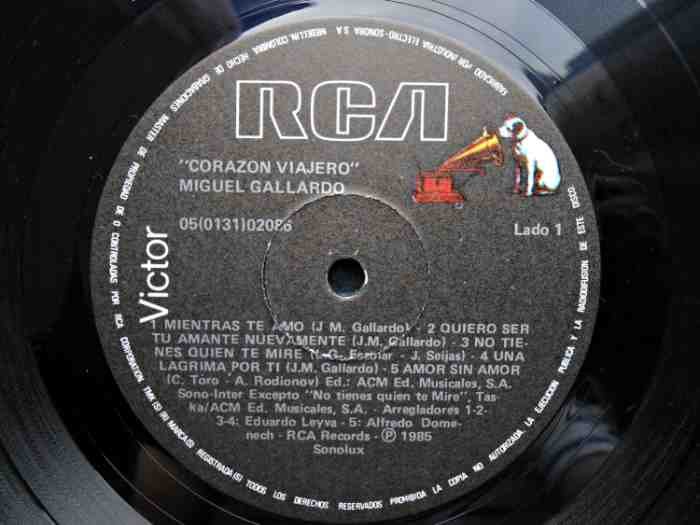 FABRICADO POR INDUSTRIA ELECTRO-SONORA S.A. MEDELLIN, COLOMBIA. HECHO DE GRABACIONES MASTER DE PROPIEDAD DE O CONTROLADAS POR RCA CORPORATION TMK (S) ® MARCA(S) REGISTRADA(S) TODOS LOS DERECHOS RESERVADOS PROHIBIDA LA COPIA NO AUTORIZADA, LA EJECUCION PUBLICA Y LA RADIODIFUSION DE ESTE DISCO.
RCA
"CORAZON VIAJERO"
MIGUEL GALLARDO
05(0131)02086
Lado 1
Victor
1 MIENTRAS TE AMO (J.M. Gallardo) - 2 QUIERO SER
TU AMANTE NUEVAMENTE (J.M. Gallardo) - 3 NO TIE-
NES QUIEN TE MIRE Escolar - J. Seijas) - 4 UNA
LAGRIMA POR TI (J.M. Gallardo) - 5 AMOR SIN AMOR
(C. Toro - A. Rodionov) Ed.: ACM Ed. Musicales, S.A.
Sono-Inter Excepto "No tienes quien te Mire", Tas-
ka/ACM Ed. Musicales, S.A. - Arregladores 1-2-
3-4: Eduardo Leyva - 5: Alfredo Dome-
nech - RCA Records - Ⓟ 1985
Sonolux